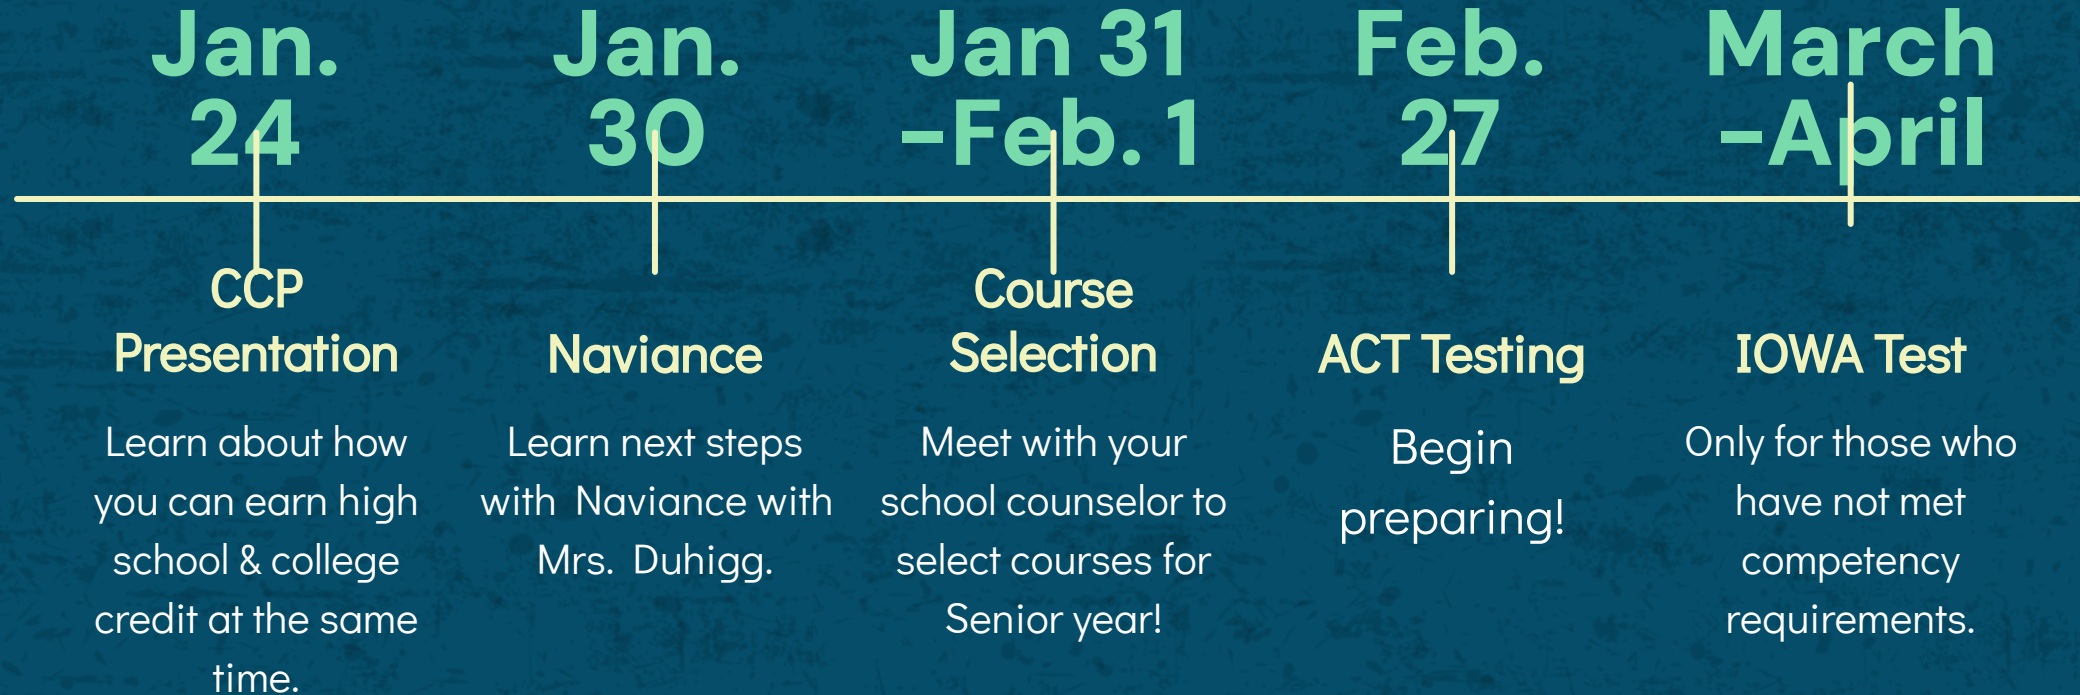 Jan.
24
CCP
Presentation
Learn about how
you can earn high
school & college
credit at the same
time.
Jan.
30
Naviance
Learn next steps
with Naviance with
Mrs. Duhigg.
Jan 31
–Feb. 1
Course
Selection
Meet with your
school counselor to
select courses for
Senior year!
Feb.
27
ACT Testing
Begin
preparing!
March
–April
IOWA Test
Only for those who
have not met
competency
requirements.